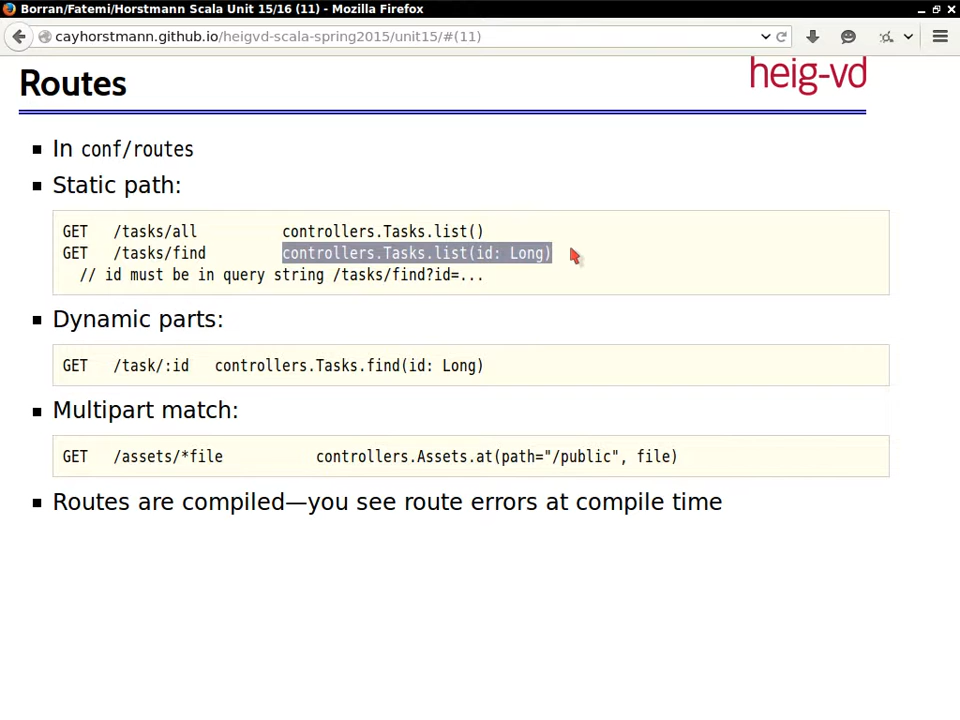 Borran/Fatemi/Horstmann Scala Unit 15/16 (11) - Mozilla Firefox
cayhorstmann.github.io/heigvd-scala-spring2015/unit15/#(11)
Routes
heig-vd
In conf/routes
Static path:
GET /tasks/all controllers.Tasks.list()
GET /tasks/find controllers.Tasks.list(id: Long)
// id must be in query string /tasks/find?id=...
Dynamic parts:
GET /task/:id controllers.Tasks.find(id: Long)
Multipart match:
GET /assets/*file controllers.Assets.at(path="/public", file)
Routes are compiled—you see route errors at compile time